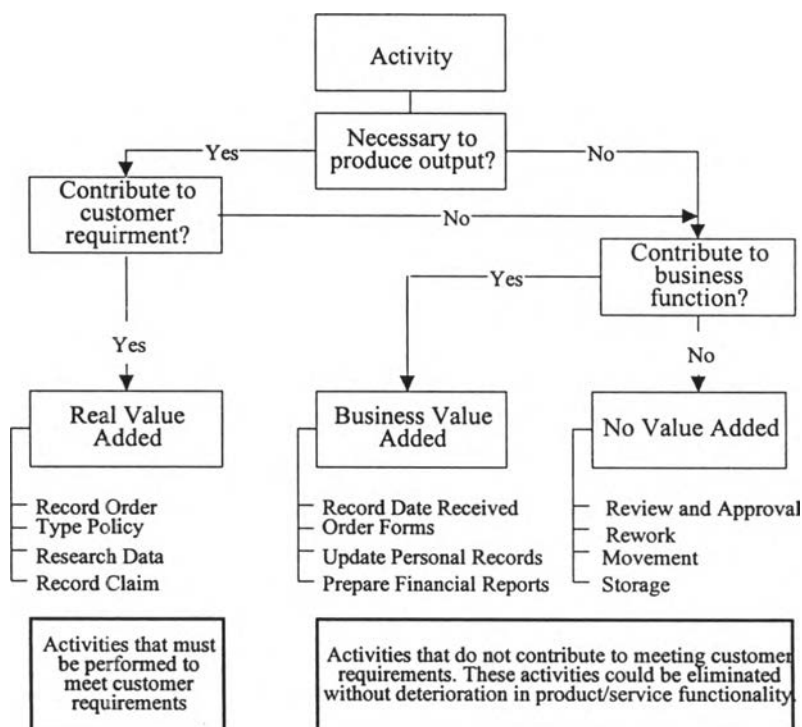 Activity
Necessary to
produce output?
Yes
No
Contribute to
customer
requirment?
No
Contribute to
business
function?
Yes
Yes
No
Real Value
Added
Business Value
Added
No Value Added
Record Order
Type Policy
Research Data
Record Claim
Record Date Received
Order Forms
Update Personal Records
Prepare Financial Reports
Review and Approval
Rework
Movement
Storage
Activities that must
be performed to
meet customer
requirements
Activities that do not contribute to meeting customer
requirements. These activities could be eliminated
without deterioration in product/service functionality.